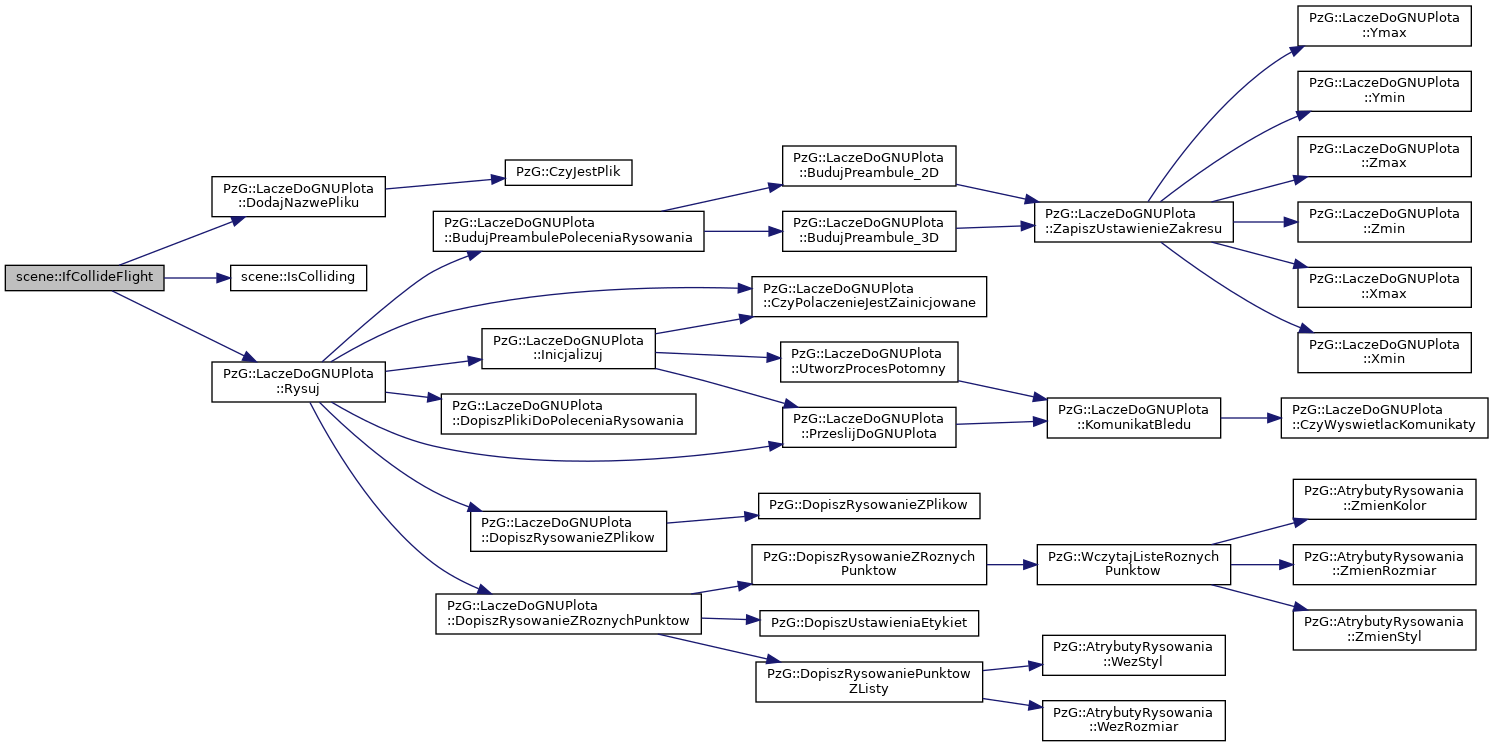 scene::IfCollideFlight
PzG::LaczeDoGNUPlota
::DodajNazwePliku
scene::IsColliding
PzG::LaczeDoGNUPlota
::Rysuj
PzG::CzyJestPlik
PzG::LaczeDoGNUPlota
::BudujPreambulePoleceniaRysowania
PzG::LaczeDoGNUPlota
::Inicjalizuj
PzG::LaczeDoGNUPlota
::DopiszPlikiDoPoleceniaRysowania
PzG::LaczeDoGNUPlota
::DopiszRysowanieZPlikow
PzG::LaczeDoGNUPlota
::DopiszRysowanieZRoznychPunktow
PzG::LaczeDoGNUPlota
::BudujPreambule_2D
PzG::LaczeDoGNUPlota
::BudujPreambule_3D
PzG::LaczeDoGNUPlota
::CzyPolaczenieJestZainicjowane
PzG::LaczeDoGNUPlota
::UtworzProcesPotomny
PzG::LaczeDoGNUPlota
::PrzeslijDoGNUPlota
PzG::DopiszRysowanieZPlikow
PzG::DopiszRysowanieZRoznych
Punktow
PzG::DopiszUstawieniaEtykiet
PzG::DopiszRysowaniePunktow
ZListy
PzG::LaczeDoGNUPlota
::ZapiszUstawienieZakresu
PzG::LaczeDoGNUPlota
::KomunikatBledu
PzG::WczytajListeRoznych
Punktow
PzG::AtrybutyRysowania
::WezStyl
PzG::AtrybutyRysowania
::WezRozmiar
PzG::LaczeDoGNUPlota
::Ymax
PzG::LaczeDoGNUPlota
::Ymin
PzG::LaczeDoGNUPlota
::Zmax
PzG::LaczeDoGNUPlota
::Zmin
PzG::LaczeDoGNUPlota
::Xmax
PzG::LaczeDoGNUPlota
::Xmin
PzG::LaczeDoGNUPlota
::CzyWyswietlacKomunikaty
PzG::AtrybutyRysowania
::ZmienKolor
PzG::AtrybutyRysowania
::ZmienRozmiar
PzG::AtrybutyRysowania
::ZmienStyl